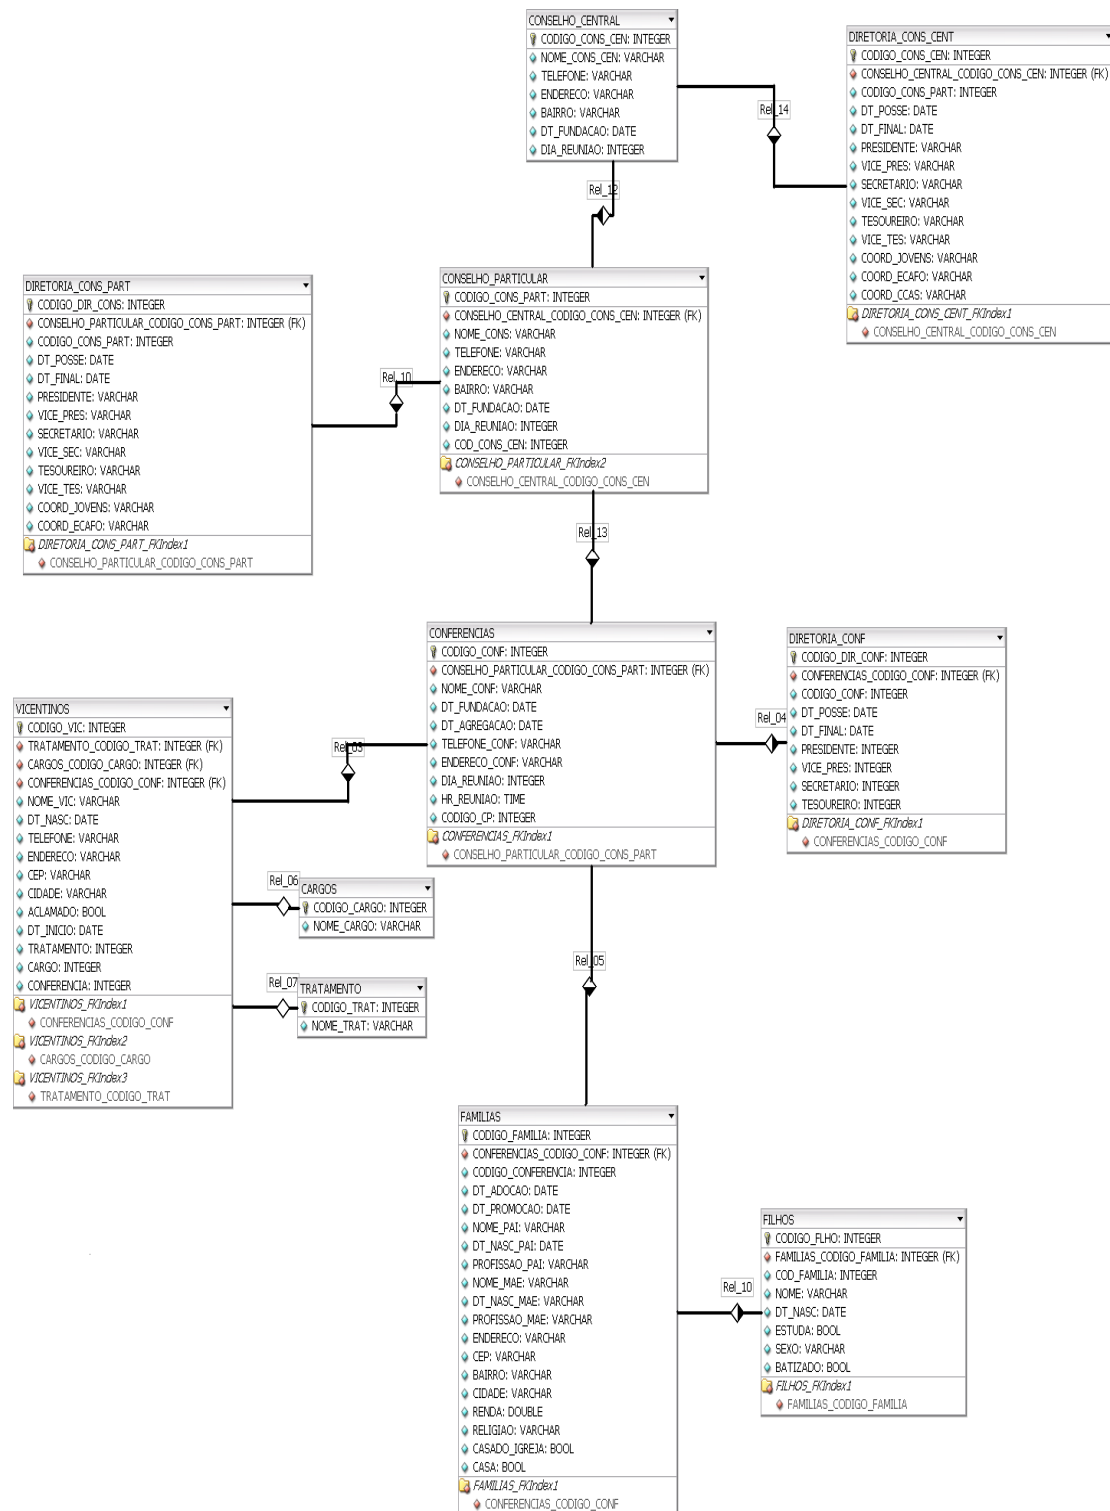 CONSELHO_CENTRAL
CODIGO_CONS_CEN: INTEGER
NOME_CONS_CEN: VARCHAR
TELEFONE: VARCHAR
ENDERECO: VARCHAR
BAIRRO: VARCHAR
DT_FUNDACAO: DATE
DIA_REUNIAO: INTEGER
DIRETORIA_CONS_CENT
CODIGO_CONS_CEN: INTEGER
CONSELHO_CENTRAL_CODIGO_CONS_CEN: INTEGER (FK)
CODIGO_CONS_PART: INTEGER
DT_POSSE: DATE
DT_FINAL: DATE
PRESIDENTE: VARCHAR
VICE_PRES: VARCHAR
SECRETARIO: VARCHAR
VICE_SEC: VARCHAR
TESOUREIRO: VARCHAR
VICE_TES: VARCHAR
COORD_JOVENS: VARCHAR
COORD_ECAFO: VARCHAR
COORD_CCAS: VARCHAR
DIRETORIA_CONS_CENT_FKIndex1
CONSELHO_CENTRAL_CODIGO_CONS_CEN
Rel_14
Rel_12
DIRETORIA_CONS_PART
CODIGO_DIR_CONS: INTEGER
CONSELHO_PARTICULAR_CODIGO_CONS_PART: INTEGER (FK)
CODIGO_CONS_PART: INTEGER
DT_POSSE: DATE
DT_FINAL: DATE
PRESIDENTE: VARCHAR
VICE_PRES: VARCHAR
SECRETARIO: VARCHAR
VICE_SEC: VARCHAR
TESOUREIRO: VARCHAR
VICE_TES: VARCHAR
COORD_JOVENS: VARCHAR
COORD_ECAFO: VARCHAR
DIRETORIA_CONS_PART_FKIndex1
CONSELHO_PARTICULAR_CODIGO_CONS_PART
Rel_10
CONSELHO_PARTICULAR
CODIGO_CONS_PART: INTEGER
CONSELHO_CENTRAL_CODIGO_CONS_CEN: INTEGER (FK)
NOME_CONS: VARCHAR
TELEFONE: VARCHAR
ENDERECO: VARCHAR
BAIRRO: VARCHAR
DT_FUNDACAO: DATE
DIA_REUNIAO: INTEGER
COD_CONS_CEN: INTEGER
CONSELHO_PARTICULAR_FKIndex2
CONSELHO_CENTRAL_CODIGO_CONS_CEN
Rel_13
CONFERENCIAS
CODIGO_CONF: INTEGER
CONSELHO_PARTICULAR_CODIGO_CONS_PART: INTEGER (FK)
NOME_CONF: VARCHAR
DT_FUNDACAO: DATE
DT_AGREGACAO: DATE
TELEFONE_CONF: VARCHAR
ENDERECO_CONF: VARCHAR
DIA_REUNIAO: INTEGER
HR_REUNIAO: TIME
CODIGO_CP: INTEGER
CONFERENCIAS_FKIndex1
CONSELHO_PARTICULAR_CODIGO_CONS_PART
Rel_04
DIRETORIA_CONF
CODIGO_DIR_CONF: INTEGER
CONFERENCIAS_CODIGO_CONF: INTEGER (FK)
CODIGO_CONF: INTEGER
DT_POSSE: DATE
DT_FINAL: DATE
PRESIDENTE: INTEGER
VICE_PRES: INTEGER
SECRETARIO: INTEGER
TESOUREIRO: INTEGER
DIRETORIA_CONF_FKIndex1
CONFERENCIAS_CODIGO_CONF
VICENTINOS
CODIGO_VIC: INTEGER
TRATAMENTO_CODIGO_TRAT: INTEGER (FK)
CARGOS_CODIGO_CARGO: INTEGER (FK)
CONFERENCIAS_CODIGO_CONF: INTEGER (FK)
NOME_VIC: VARCHAR
DT_NASC: DATE
TELEFONE: VARCHAR
ENDERECO: VARCHAR
CEP: VARCHAR
CIDADE: VARCHAR
ACLAMADO: BOOL
DT_INICIO: DATE
TRATAMENTO: INTEGER
CARGO: INTEGER
CONFERENCIA: INTEGER
VICENTINOS_FKIndex1
CONFERENCIAS_CODIGO_CONF
VICENTINOS_FKIndex2
CARGOS_CODIGO_CARGO
VICENTINOS_FKIndex3
TRATAMENTO_CODIGO_TRAT
Rel_03
Rel_06
CARGOS
CODIGO_CARGO: INTEGER
NOME_CARGO: VARCHAR
Rel_07
TRATAMENTO
CODIGO_TRAT: INTEGER
NOME_TRAT: VARCHAR
Rel_05
FAMILIAS
CODIGO_FAMILIA: INTEGER
CONFERENCIAS_CODIGO_CONF: INTEGER (FK)
CODIGO_CONFERENCIA: INTEGER
DT_ADOCAO: DATE
DT_PROMOCAO: DATE
NOME_PAI: VARCHAR
DT_NASC_PAI: DATE
PROFISSAO_PAI: VARCHAR
NOME_MAE: VARCHAR
DT_NASC_MAE: VARCHAR
PROFISSAO_MAE: VARCHAR
ENDERECO: VARCHAR
CEP: VARCHAR
BAIRRO: VARCHAR
CIDADE: VARCHAR
RENDA: DOUBLE
RELIGIAO: VARCHAR
CASADO_IGREJA: BOOL
CASA: BOOL
FAMILIAS_FKIndex1
CONFERENCIAS_CODIGO_CONF
Rel_10
FILHOS
CODIGO_FLHO: INTEGER
FAMILIAS_CODIGO_FAMILIA: INTEGER (FK)
COD_FAMILIA: INTEGER
NOME: VARCHAR
DT_NASC: DATE
ESTUDA: BOOL
SEXO: VARCHAR
BATIZADO: BOOL
FILHOS_FKIndex1
FAMILIAS_CODIGO_FAMILIA